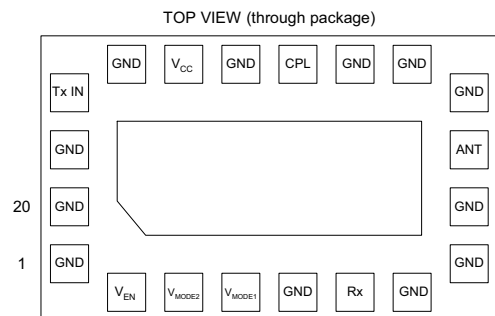 TOP VIEW (through package)
GND V_CC GND CPL GND GND
Tx IN GND
GND ANT
20 GND GND
1 GND GND
V_EN V_MODE2 V_MODE1 GND Rx GND